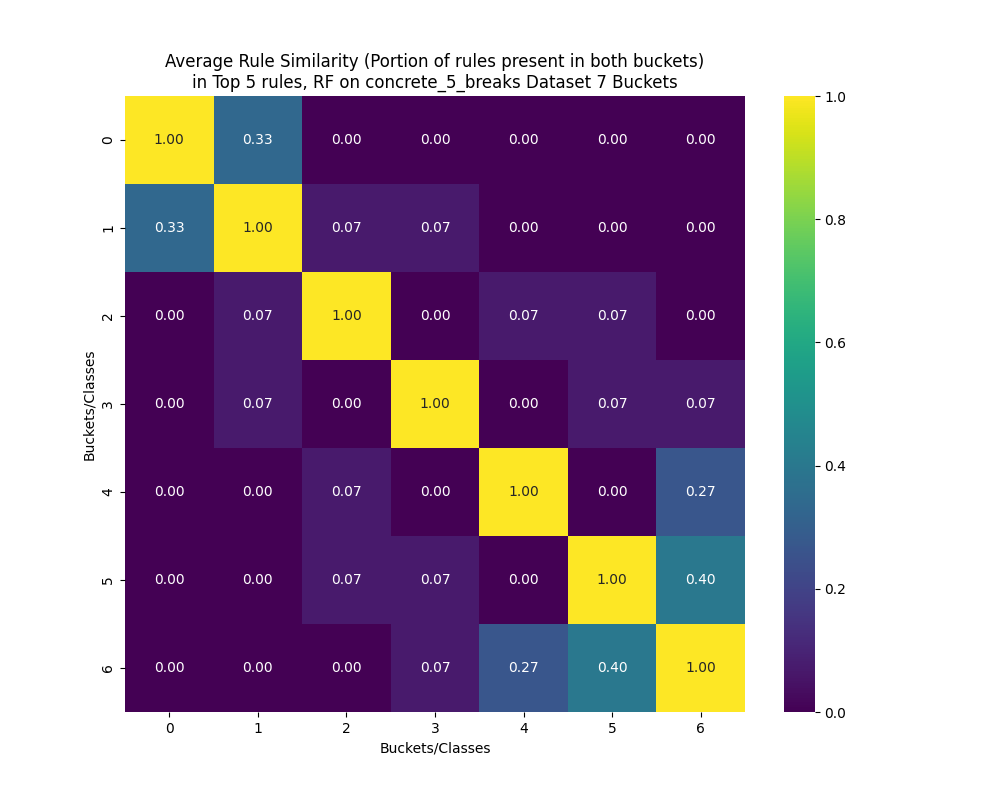 Average Rule Similarity (Portion of rules present in both buckets)
in Top 5 rules, RF on concrete_5_breaks Dataset 7 Buckets
0 1.00 0.33 0.00 0.00 0.00 0.00 0.00
1 0.33 1.00 0.07 0.07 0.00 0.00 0.00
2 0.00 0.07 1.00 0.00 0.07 0.07 0.00
3 0.00 0.07 0.00 1.00 0.00 0.07 0.07
4 0.00 0.00 0.07 0.00 1.00 0.00 0.27
5 0.00 0.00 0.07 0.07 0.00 1.00 0.40
6 0.00 0.00 0.00 0.07 0.27 0.40 1.00
0 1 2 3 4 5 6
Buckets/Classes
Buckets/Classes
1.0
0.8
0.6
0.4
0.2
0.0